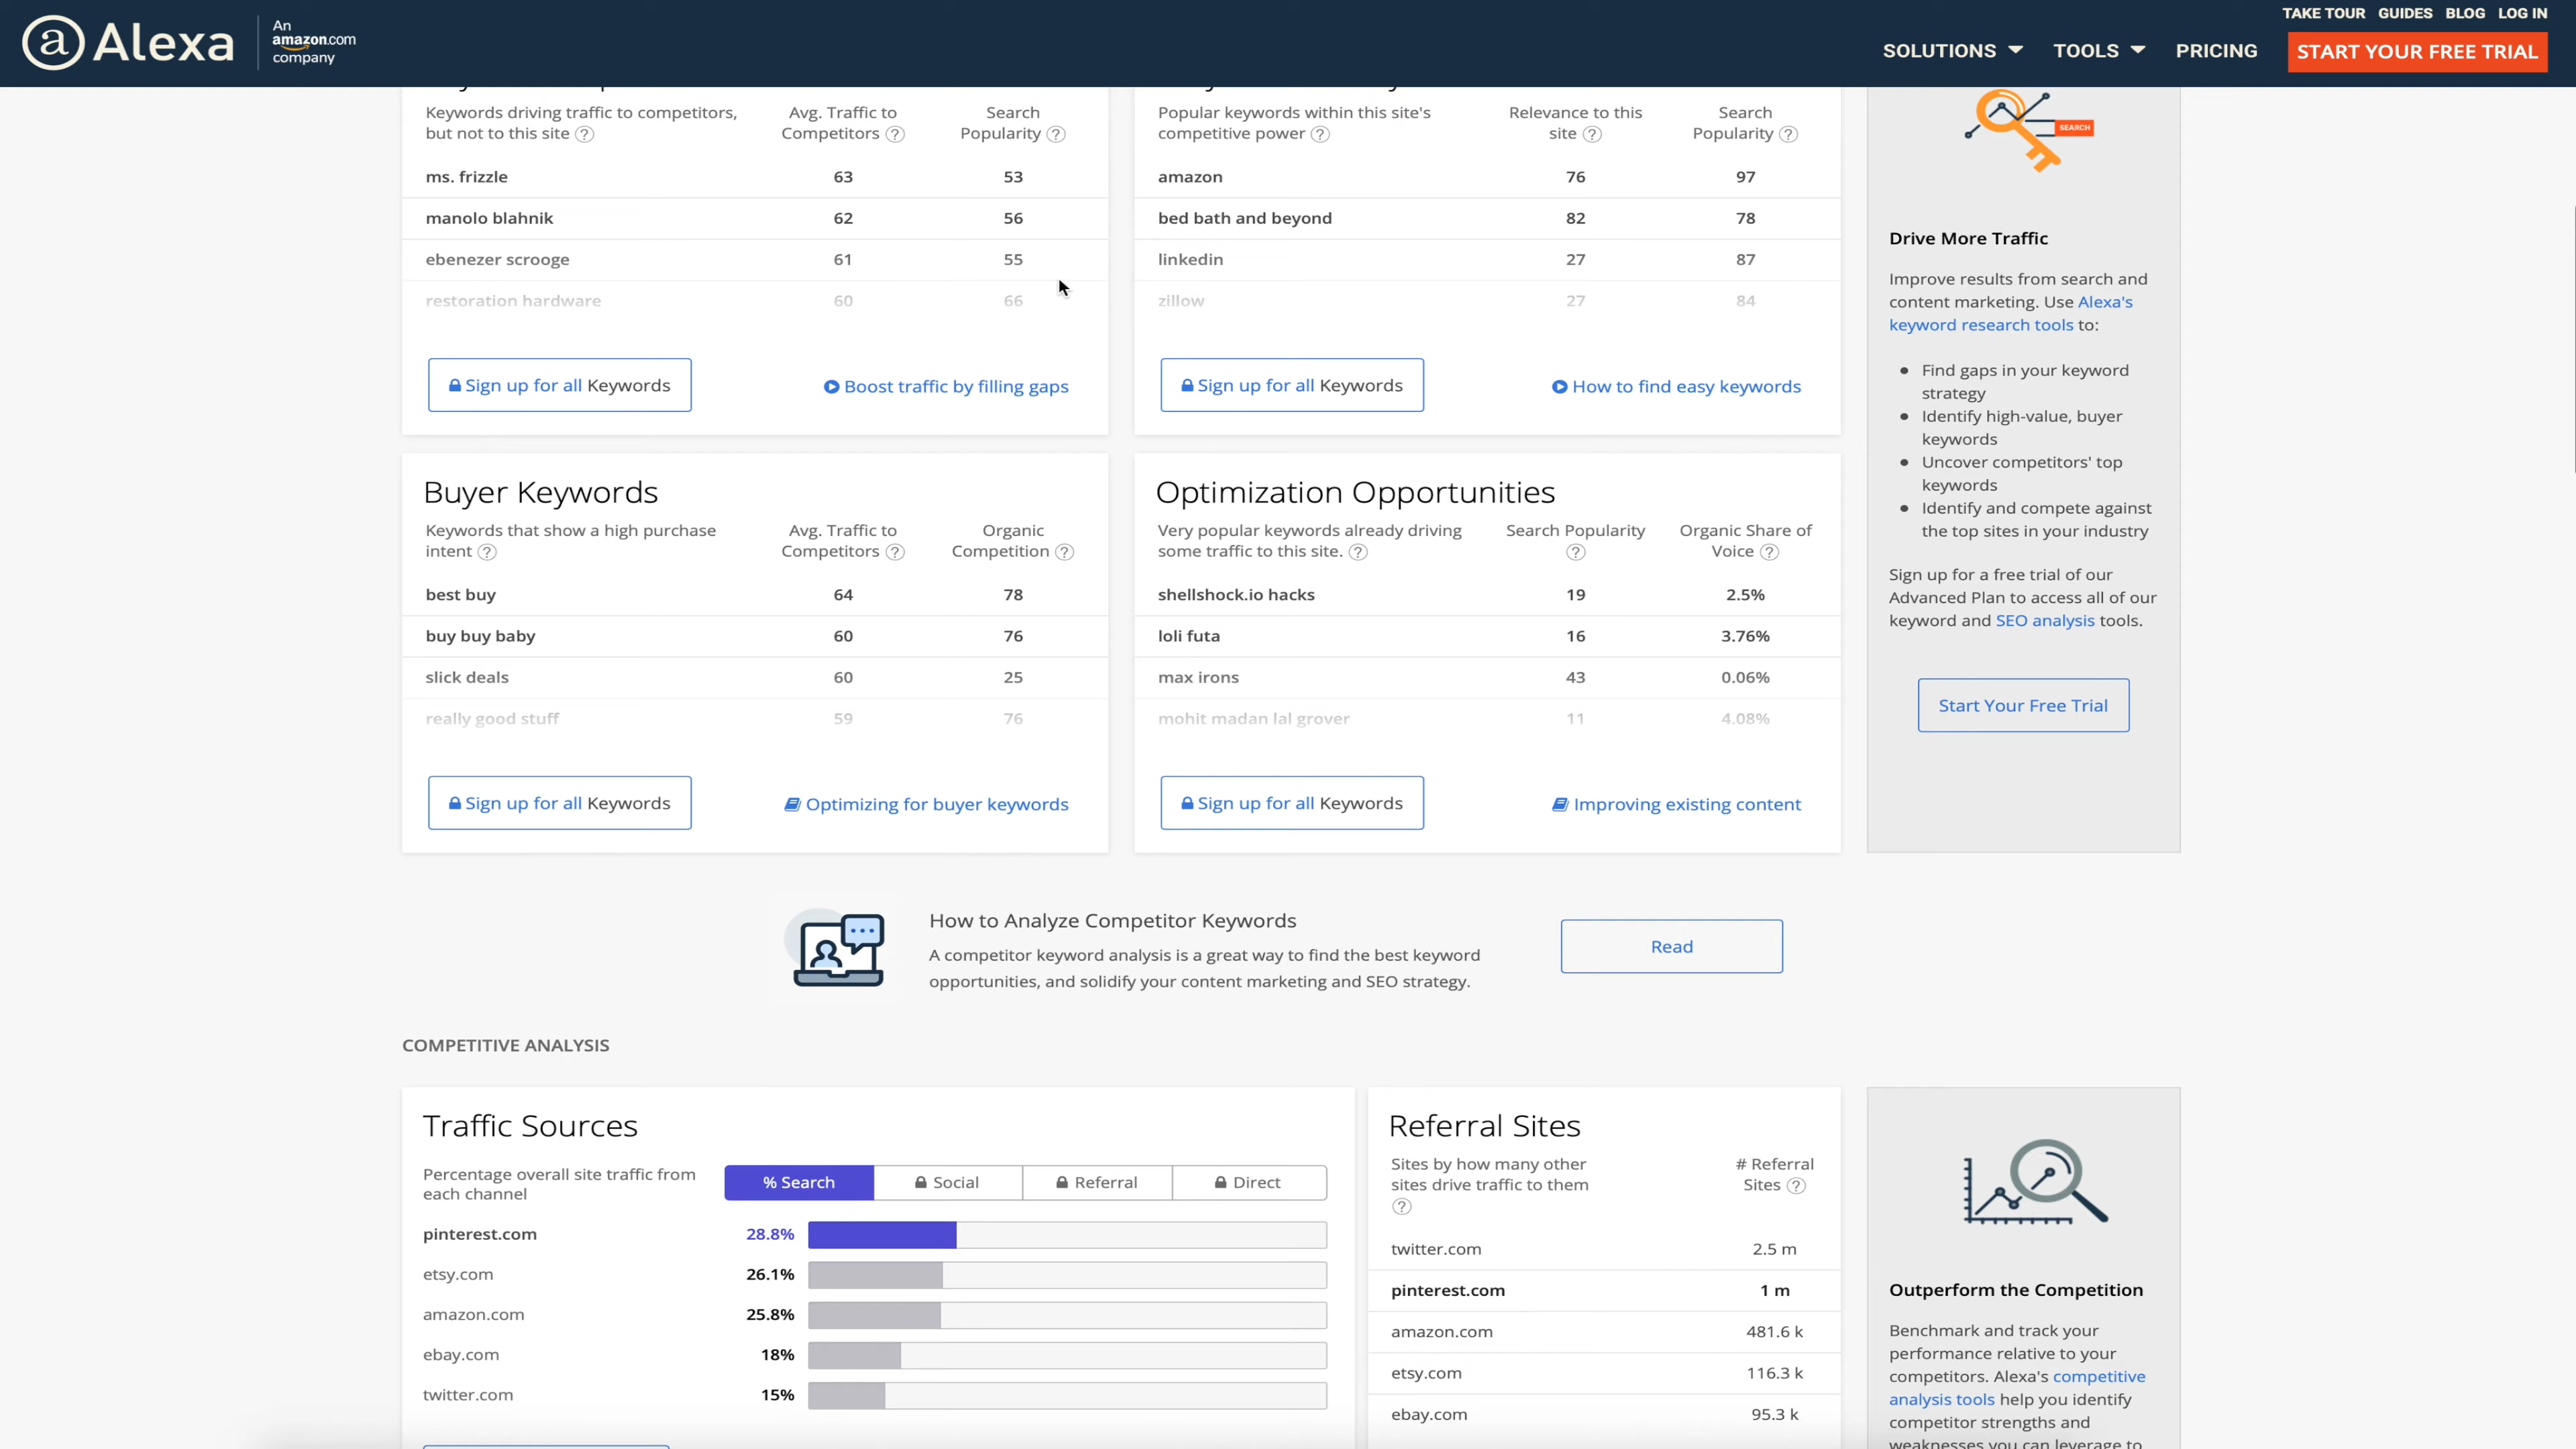 Alexa
An
amazon.com
company
TAKE TOUR GUIDES BLOG LOG IN
SOLUTIONS TOOLS PRICING START YOUR FREE TRIAL
Keywords driving traffic to competitors,
but not to this site ?
Avg. Traffic to
Competitors ?
Search
Popularity ?
ms. frizzle 63 53
manolo blahnik 62 56
ebenezer scrooge 61 55
restoration hardware 60 66
Sign up for all Keywords
Boost traffic by filling gaps
Popular keywords within this site's
competitive power ?
Relevance to this
site ?
Search
Popularity ?
amazon 76 97
bed bath and beyond 82 78
linkedin 27 87
zillow 27 84
Sign up for all Keywords
How to find easy keywords
SEARCH
Drive More Traffic
Improve results from search and
content marketing. Use Alexa's
keyword research tools to:
Find gaps in your keyword
strategy
Identify high-value, buyer
keywords
Uncover competitors' top
keywords
Identify and compete against
the top sites in your industry
Sign up for a free trial of our
Advanced Plan to access all of our
keyword and SEO analysis tools.
Start Your Free Trial
Buyer Keywords
Keywords that show a high purchase
intent ?
Avg. Traffic to
Competitors ?
Organic
Competition ?
best buy 64 78
buy buy baby 60 76
slick deals 60 25
really good stuff 59 76
Sign up for all Keywords
Optimizing for buyer keywords
Optimization Opportunities
Very popular keywords already driving
some traffic to this site. ?
Search Popularity
?
Organic Share of
Voice ?
shellshock.io hacks 19 2.5%
loli futa 16 3.76%
max irons 43 0.06%
mohit madan lal grover 11 4.08%
Sign up for all Keywords
Improving existing content
How to Analyze Competitor Keywords
A competitor keyword analysis is a great way to find the best keyword
opportunities, and solidify your content marketing and SEO strategy.
Read
COMPETITIVE ANALYSIS
Traffic Sources
Percentage overall site traffic from
each channel
% Search Social Referral Direct
pinterest.com 28.8%
etsy.com 26.1%
amazon.com 25.8%
ebay.com 18%
twitter.com 15%
Referral Sites
Sites by how many other
sites drive traffic to them
?
# Referral
Sites ?
twitter.com 2.5 m
pinterest.com 1 m
amazon.com 481.6 k
etsy.com 116.3 k
ebay.com 95.3 k
Outperform the Competition
Benchmark and track your
performance relative to your
competitors. Alexa's competitive
analysis tools help you identify
competitor strengths and
weaknesses you can leverage to